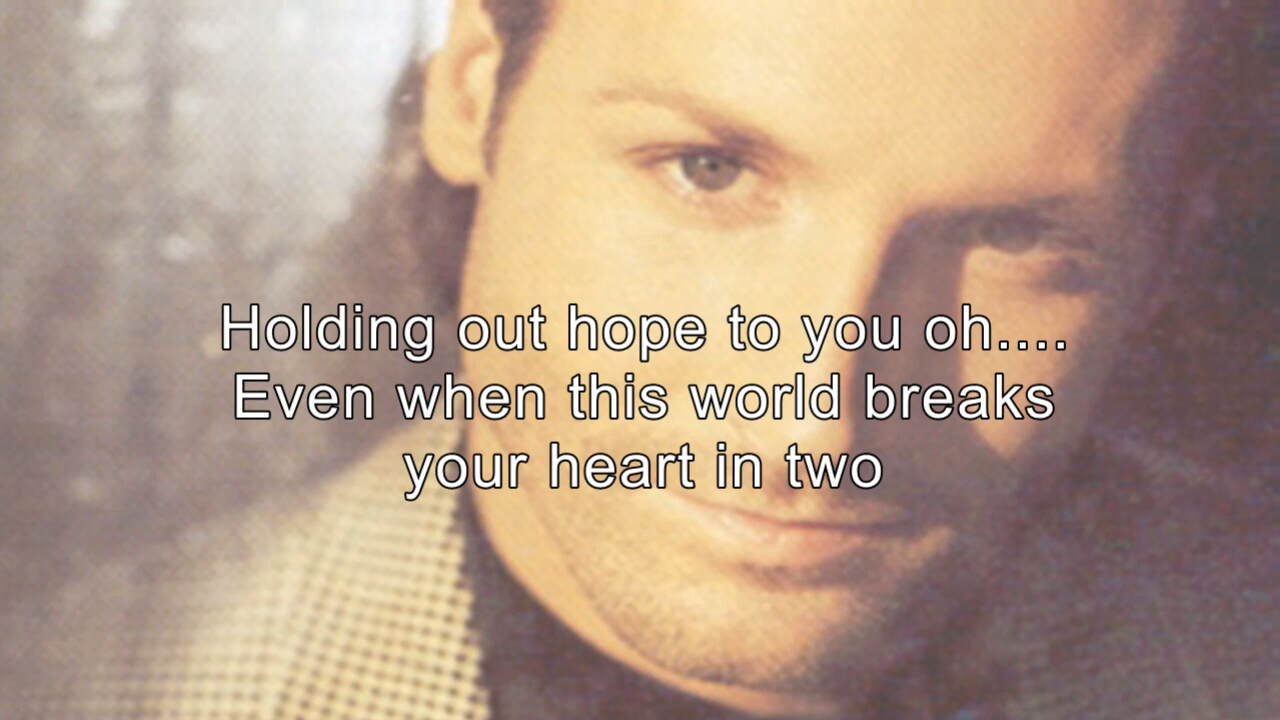 Holding out hope to you oh....
Even when this world breaks
your heart in two